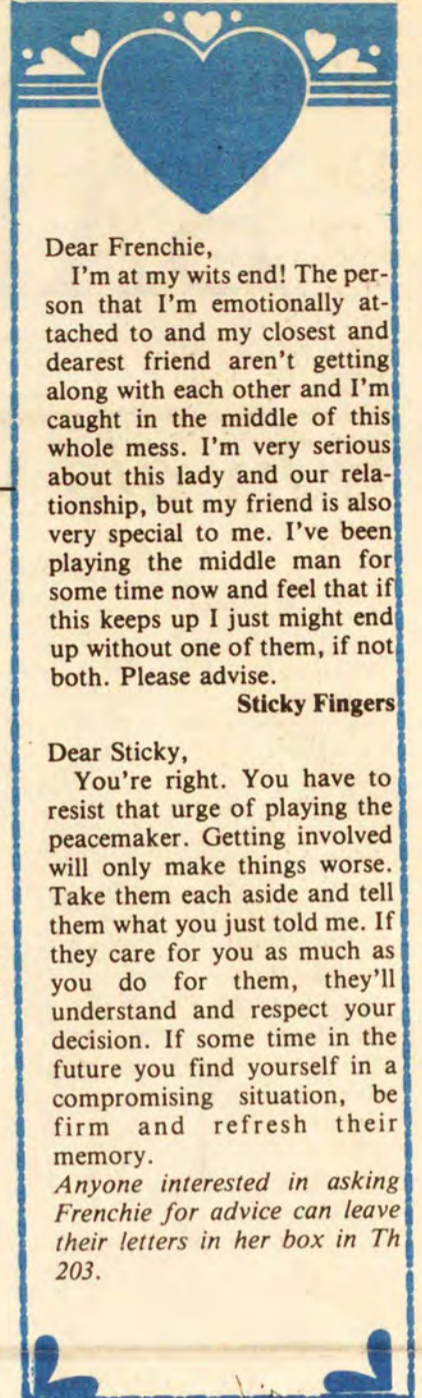 Dear Frenchie,
I'm at my wits end! The per-
son that I'm emotionally at-
tached to and my closest and
dearest friend aren't getting
along with each other and I'm
caught in the middle of this
whole mess. I'm very serious
about this lady and our rela-
tionship, but my friend is also
very special to me. I've been
playing the middle man for
some time now and feel that if
this keeps up I just might end
up without one of them, if not
both. Please advise.
Sticky Fingers
Dear Sticky,
You're right. You have to
resist that urge of playing the
peacemaker. Getting involved
will only make things worse.
Take them each aside and tell
them what you just told me. If
they care for you as much as
you do for them, they'll
understand and respect your
decision. If some time in the
future you find yourself in a
compromising situation, be
firm and refresh their
memory.
Anyone interested in asking
Frenchie for advice can leave
their letters in her box in Th
203.